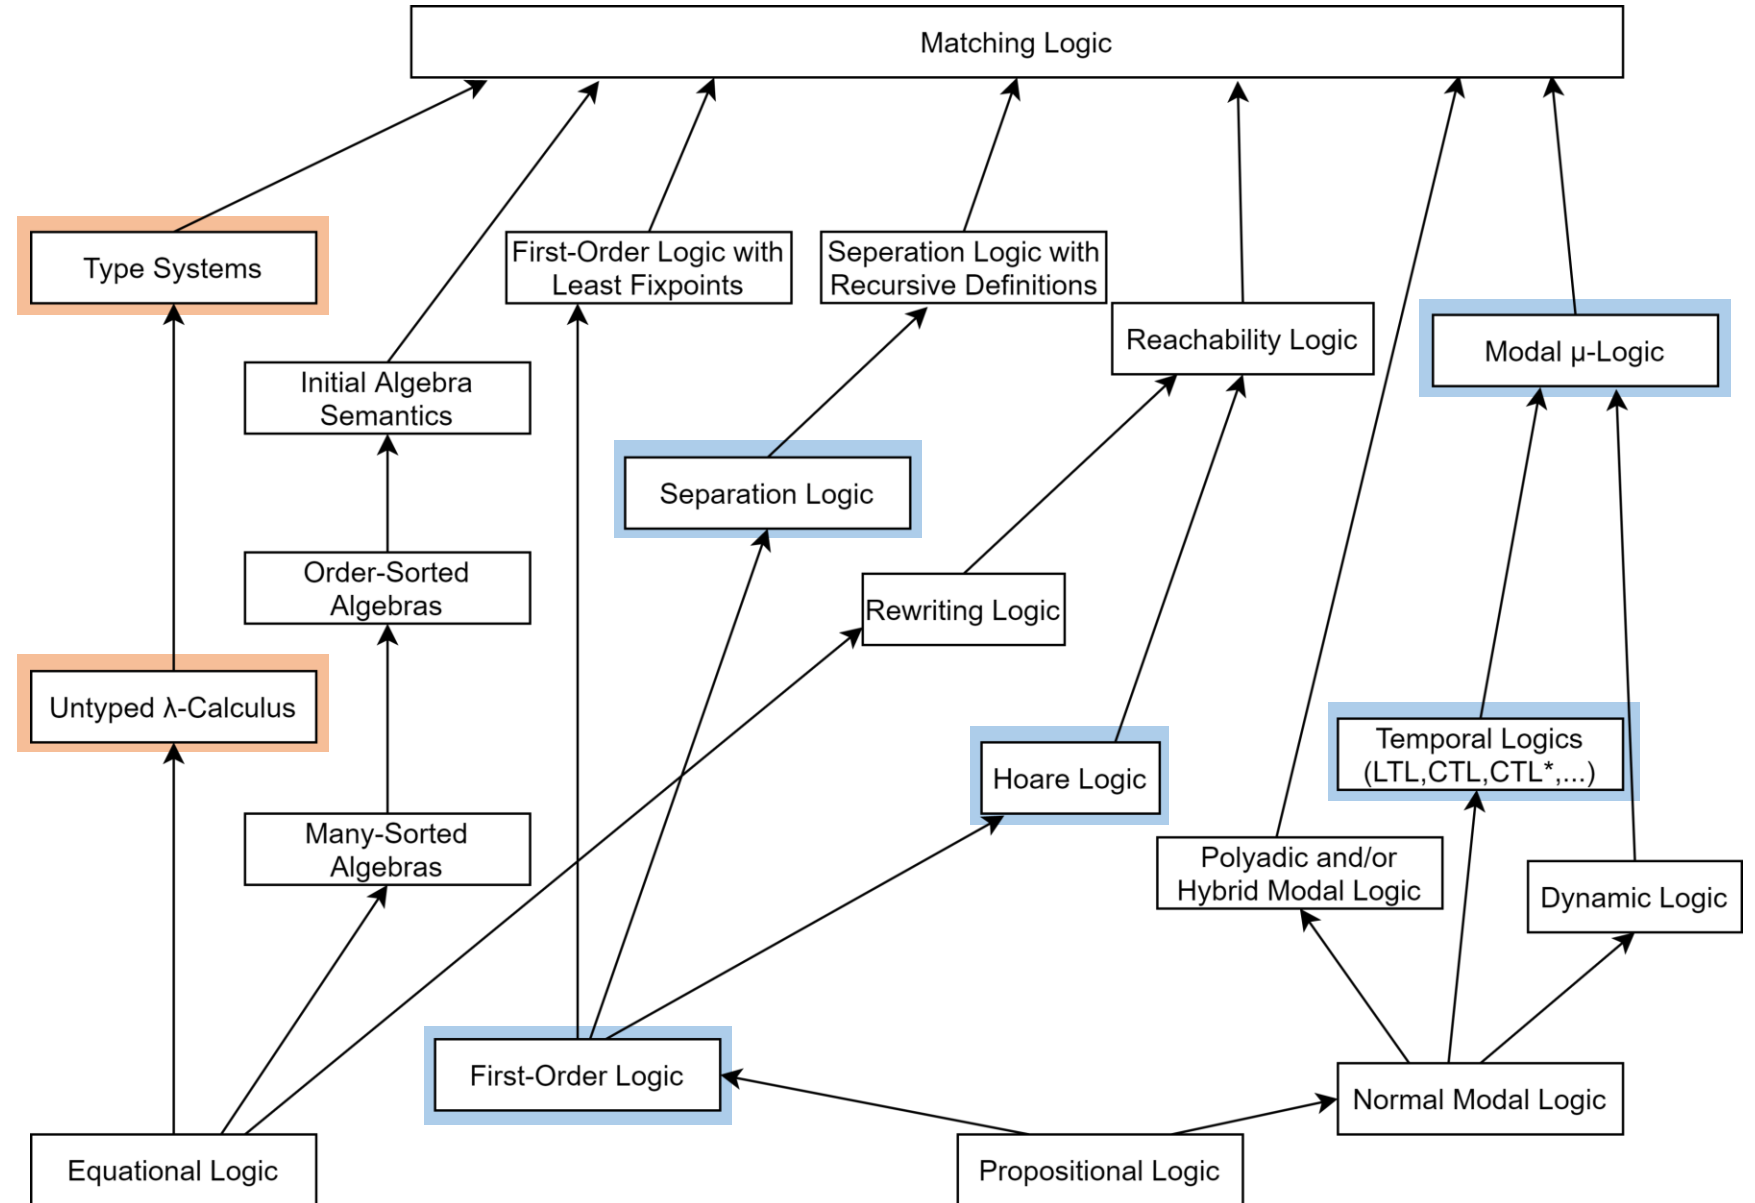 Matching Logic
Type Systems
First-Order Logic with
Least Fixpoints
Seperation Logic with
Recursive Definitions
Reachability Logic
Modal μ-Logic
Initial Algebra
Semantics
Separation Logic
Order-Sorted
Algebras
Rewriting Logic
Untyped λ-Calculus
Temporal Logics
(LTL,CTL,CTL*,...)
Hoare Logic
Many-Sorted
Algebras
Polyadic and/or
Hybrid Modal Logic
Dynamic Logic
First-Order Logic
Normal Modal Logic
Equational Logic
Propositional Logic